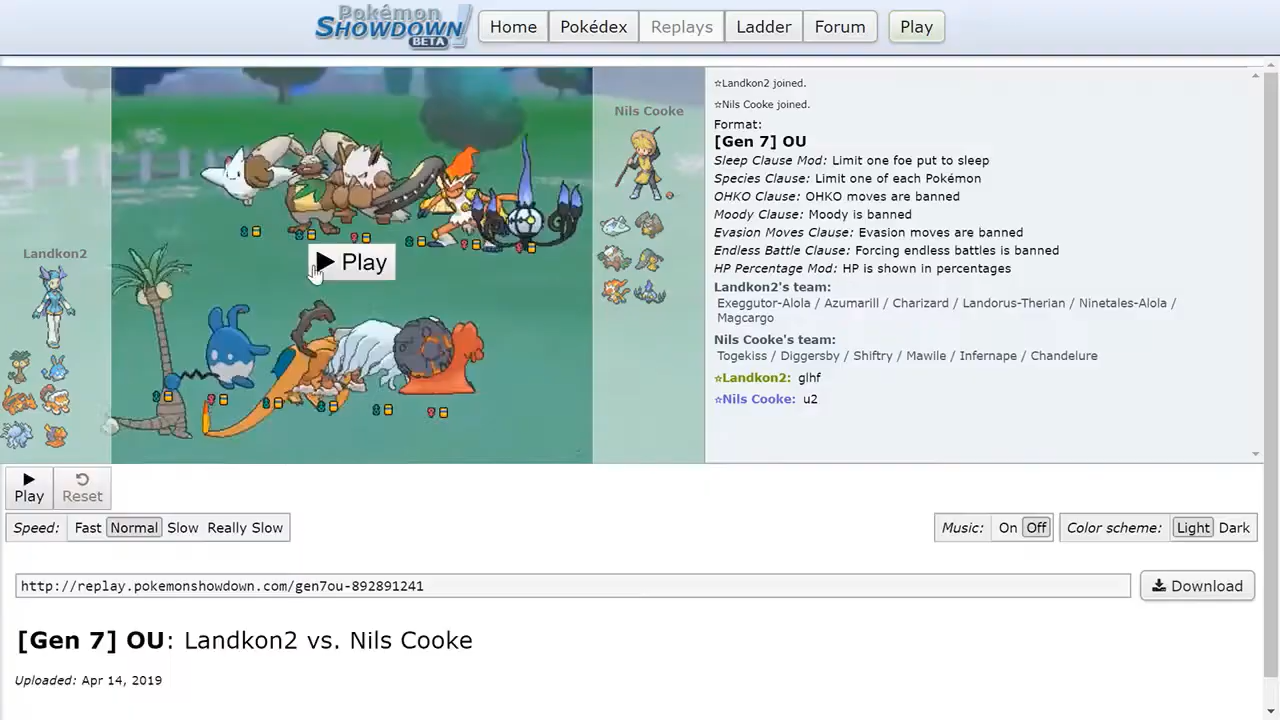 Pokémon
SHOWDOWN!
BETA
Home
Pokédex
Replays
Ladder
Forum
Play
Landkon2
Nils Cooke
Play
☆Landkon2 joined.
☆Nils Cooke joined.
Format:
[Gen 7] OU
Sleep Clause Mod: Limit one foe put to sleep
Species Clause: Limit one of each Pokémon
OHKO Clause: OHKO moves are banned
Moody Clause: Moody is banned
Evasion Moves Clause: Evasion moves are banned
Endless Battle Clause: Forcing endless battles is banned
HP Percentage Mod: HP is shown in percentages
Landkon2's team:
Exeggutor-Alola / Azumarill / Charizard / Landorus-Therian / Ninetales-Alola /
Magcargo
Nils Cooke's team:
Togekiss / Diggersby / Shiftry / Mawile / Infernape / Chandelure
☆Landkon2: glhf
☆Nils Cooke: u2
Play
Reset
Speed: Fast Normal Slow Really Slow
Music: On Off
Color scheme: Light Dark
http://replay.pokemonshowdown.com/gen7ou-892891241
Download
[Gen 7] OU: Landkon2 vs. Nils Cooke
Uploaded: Apr 14, 2019